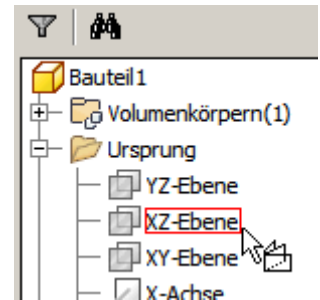 Bauteil1
Volumenkörpern(1)
Ursprung
YZ-Ebene
XZ-Ebene
XY-Ebene
X-Achse